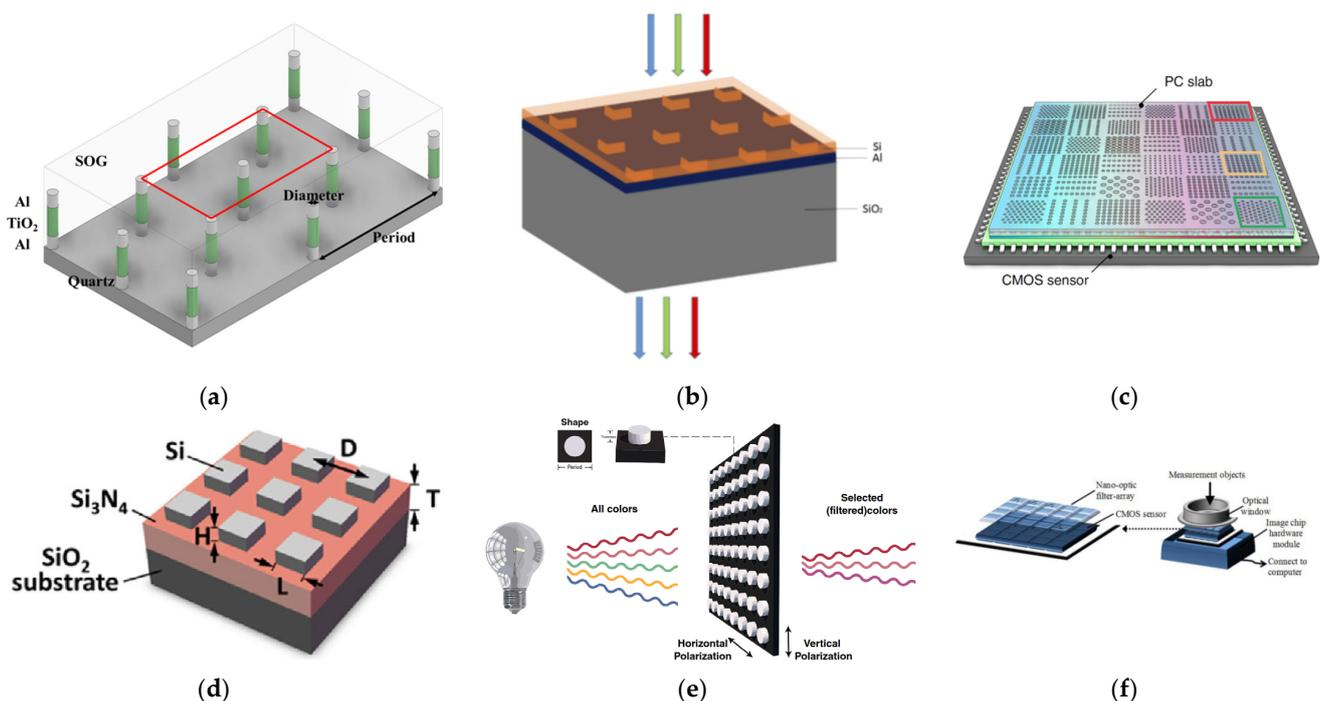 SOG
Al
TiO2
Al
Quartz
Diameter
Period
(a)
Si
Al
SiO2
(b)
PC slab
CMOS sensor
(c)
Si
Si3N4
SiO2
substrate
D
T
H
L
(d)
Shape
Period
All colors
Selected
(filtered)colors
Horizontal
Polarization
Vertical
Polarization
(e)
Nano-optic
filter-array
CMOS sensor
Measurement objects
Optical
window
Image chip
hardware
module
Connect to
computer
(f)